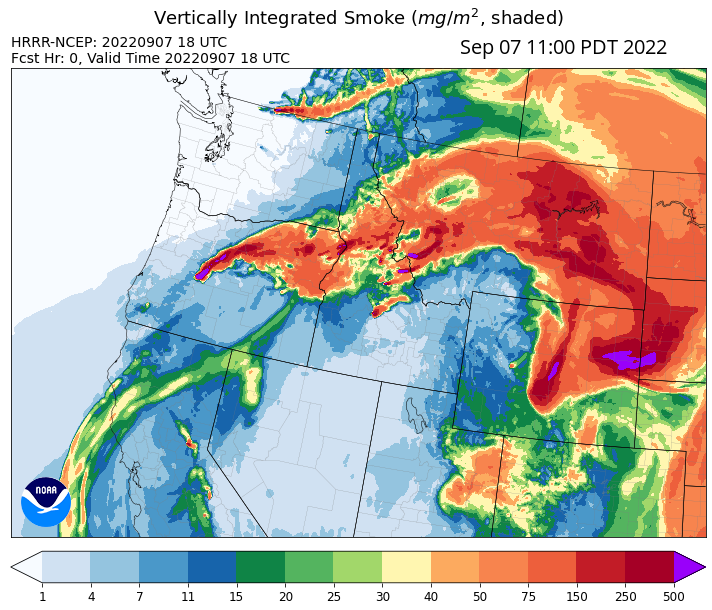 Vertically Integrated Smoke (mg/m², shaded)
HRRR-NCEP: 20220907 18 UTC
Fcst Hr: 0, Valid Time 20220907 18 UTC
Sep 07 11:00 PDT 2022
NOAA
1 4 7 11 15 20 25 30 40 50 75 150 250 500